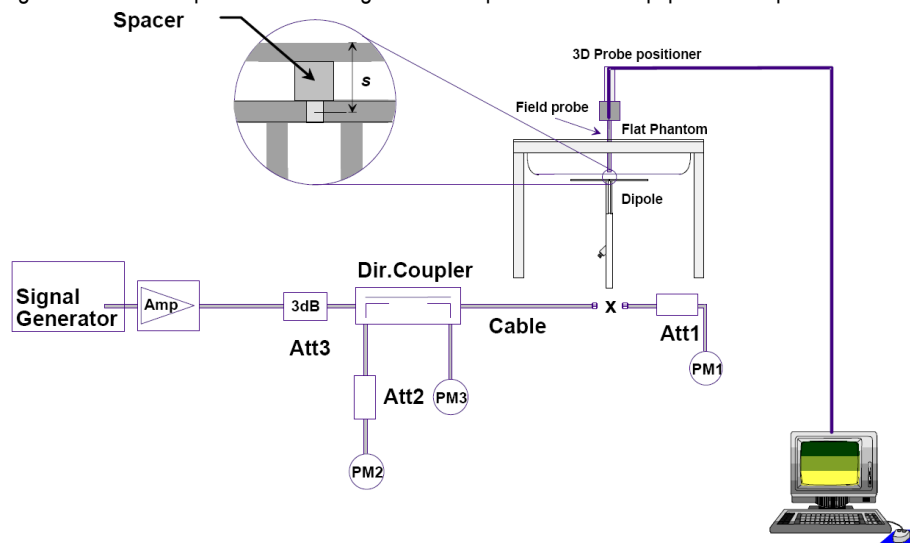 Spacer
s
3D Probe positioner
Field probe
Flat Phantom
Dipole
Signal
Generator
Amp
3dB
Att3
Dir.Coupler
Cable
x
Att1
PM1
Att2
PM3
PM2